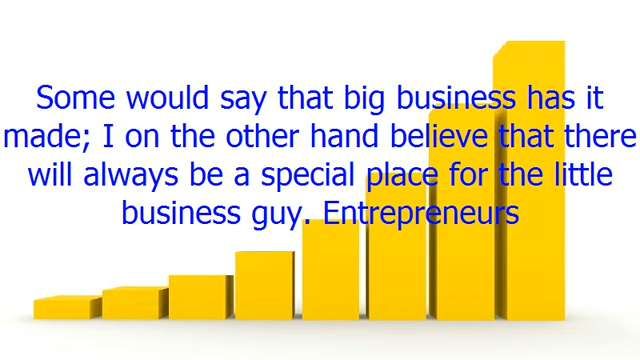 Some would say that big business has it
made; I on the other hand believe that there
will always be a special place for the little
business guy. Entrepreneurs